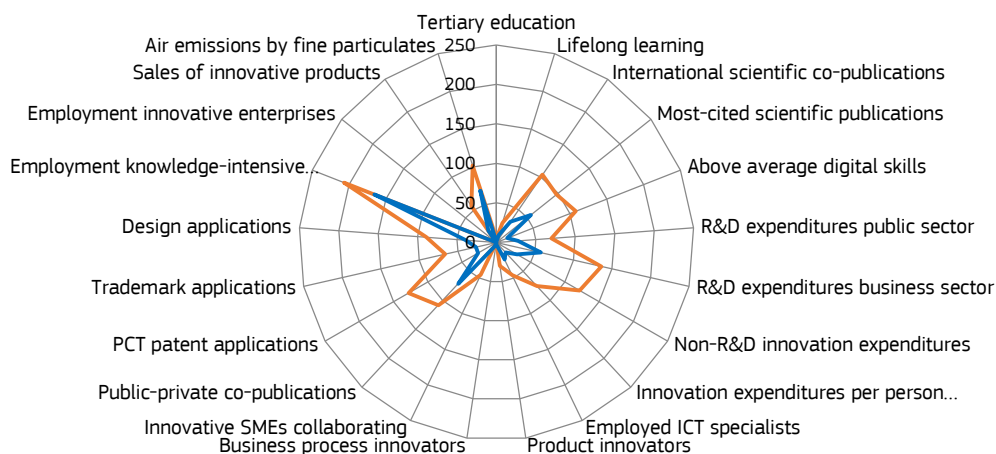 Tertiary education
Lifelong learning
International scientific co-publications
Most-cited scientific publications
Above average digital skills
R&D expenditures public sector
R&D expenditures business sector
Non-R&D innovation expenditures
Innovation expenditures per person...
Employed ICT specialists
Product innovators
Business process innovators
Innovative SMEs collaborating
Public-private co-publications
PCT patent applications
Trademark applications
Design applications
Employment knowledge-intensive...
Employment innovative enterprises
Sales of innovative products
Air emissions by fine particulates
250
200
150
100
50
0